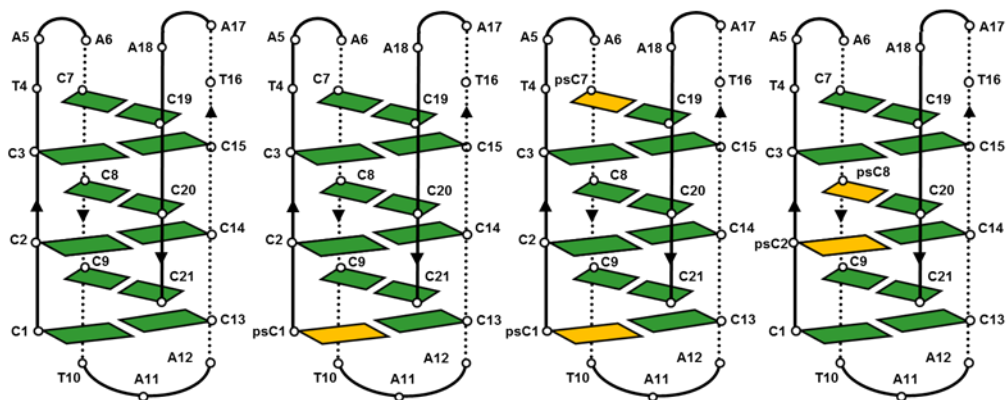 A5 A6 A18 A17
T4 C7 C19 T16
C3 C8 C20 C15
C2 C9 C21 C14
C1 C13
T10 A11 A12
A5 A6 A18 A17
T4 C7 C19 T16
C3 C8 C20 C15
C2 C9 C21 C14
psC1 C13
T10 A11 A12
A5 A6 A18 A17
T4 psC7 C19 T16
C3 C8 C20 C15
C2 C9 C21 C14
psC1 C13
T10 A11 A12
A5 A6 A18 A17
T4 C7 C19 T16
C3 psC8 C20 C15
psC2 C9 C21 C14
C1 C13
T10 A11 A12